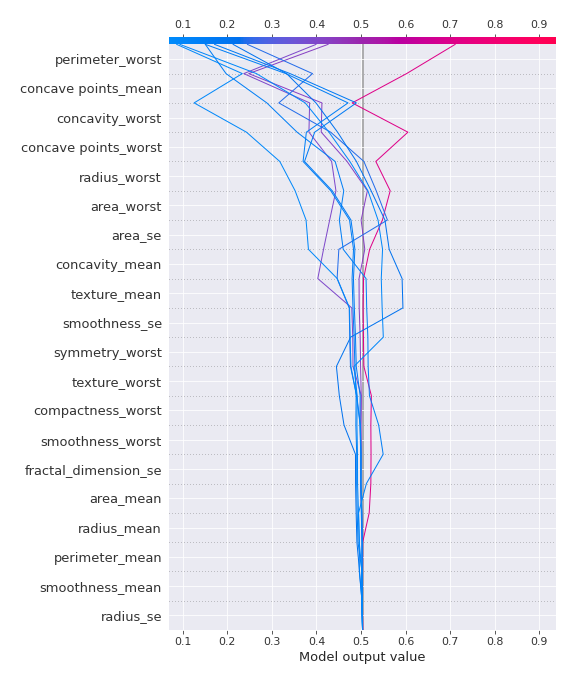 0.1 0.2 0.3 0.4 0.5 0.6 0.7 0.8 0.9
perimeter_worst
concave points_mean
concavity_worst
concave points_worst
radius_worst
area_worst
area_se
concavity_mean
texture_mean
smoothness_se
symmetry_worst
texture_worst
compactness_worst
smoothness_worst
fractal_dimension_se
area_mean
radius_mean
perimeter_mean
smoothness_mean
radius_se
0.1 0.2 0.3 0.4 0.5 0.6 0.7 0.8 0.9
Model output value